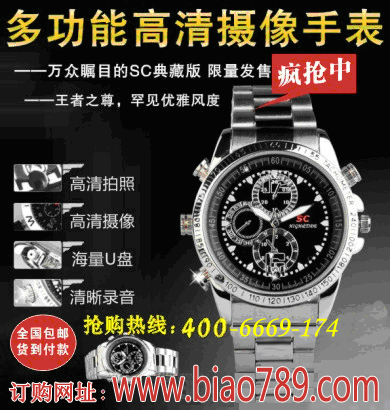 多功能高清摄像手表
——万众瞩目的SC典藏版 限量发售
疯抢中
——王者之尊，罕见优雅风度
高清拍照
高清摄像
海量U盘
清晰录音
SC
抢购热线：400-6669-174
全国包邮
货到付款
订购网址：www.biao789.com